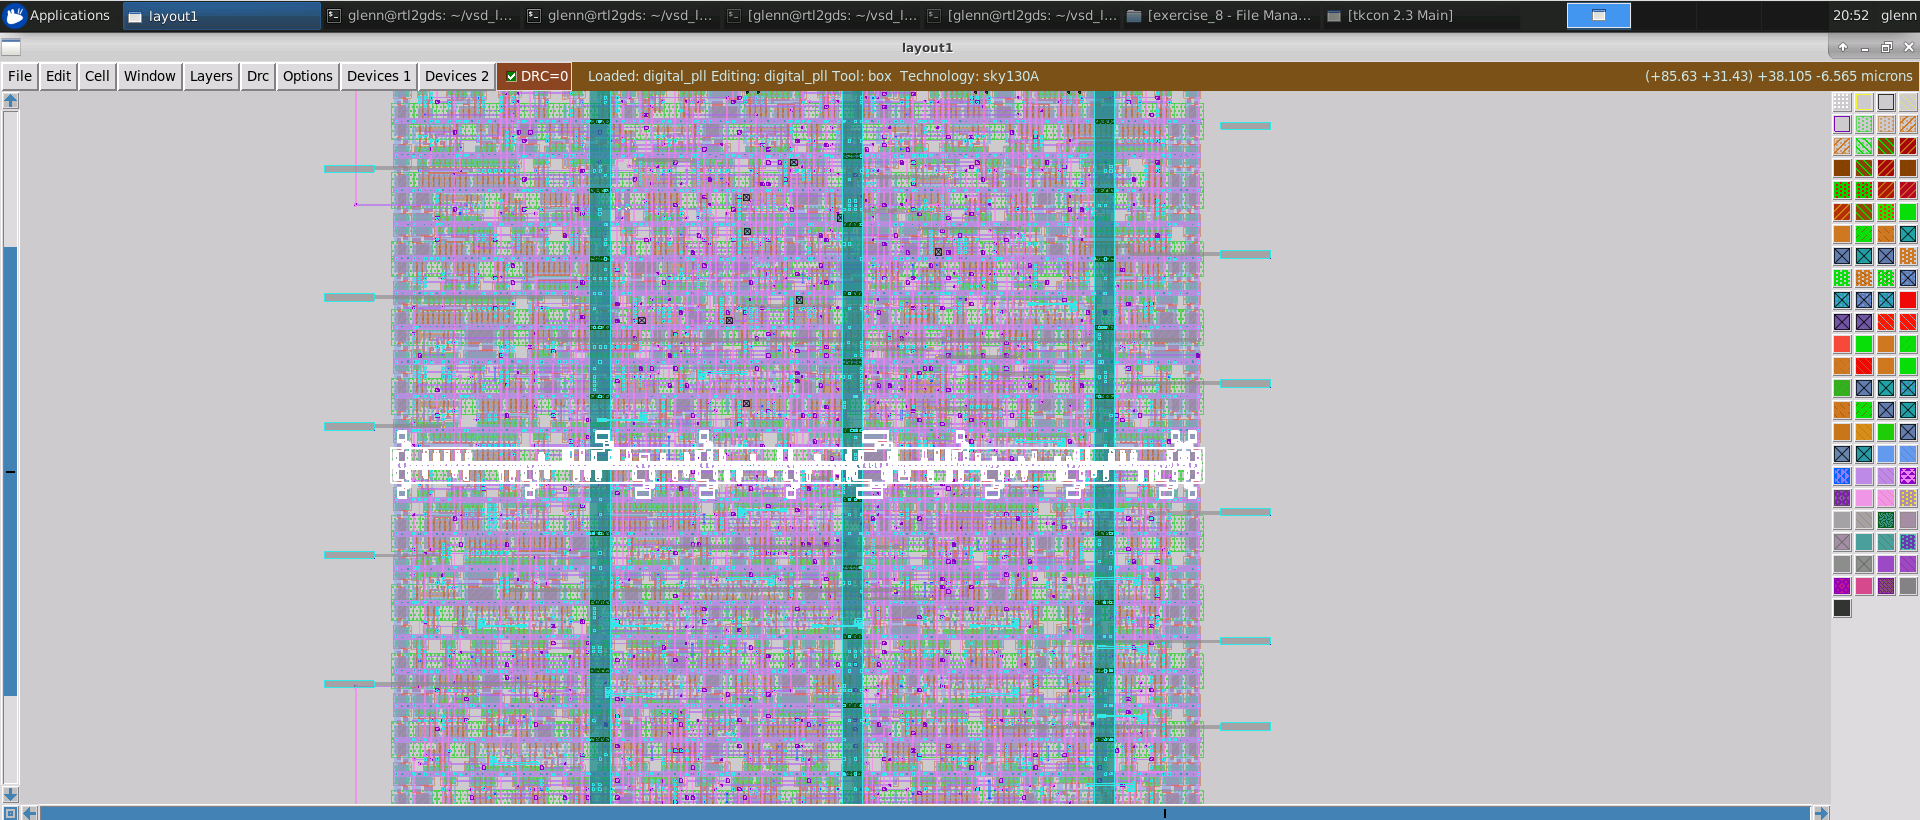 Applications layout1 glenn@rtl2gds: ~/vsd_l... glenn@rtl2gds: ~/vsd_l... [glenn@rtl2gds: ~/vsd_l... [glenn@rtl2gds: ~/vsd_l... [exercise_8 - File Mana... [tkcon 2.3 Main] 20:52 glenn
layout1
File Edit Cell Window Layers Drc Options Devices 1 Devices 2 DRC=0 Loaded: digital_pll Editing: digital_pll Tool: box Technology: sky130A (+85.63 +31.43) +38.105 -6.565 microns